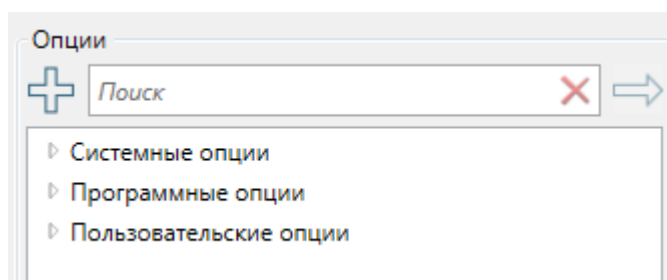 Опции
Поиск
Системные опции
Программные опции
Пользовательские опции